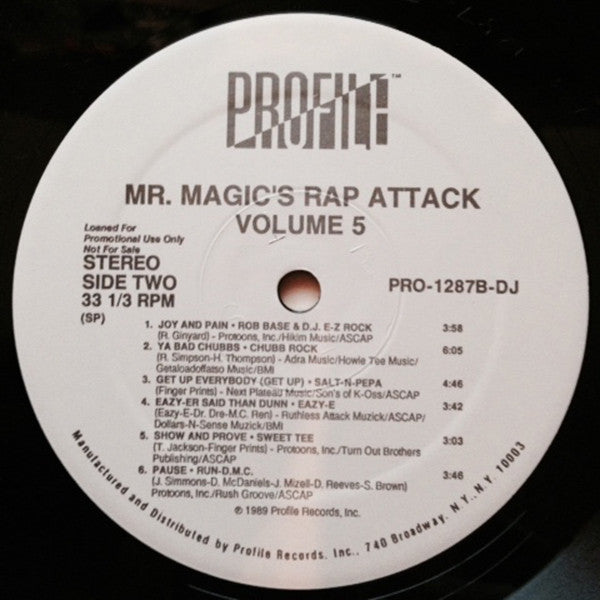 PROFILE™
MR. MAGIC'S RAP ATTACK
VOLUME 5
Loaned For
Promotional Use Only
Not For Sale
STEREO
SIDE TWO
33 1/3 RPM
(SP)
PRO-1287B-DJ
1. JOY AND PAIN • ROB BASE & D.J. E-Z ROCK 3:58
(R. Ginyard) - Protoons, Inc./Hikim Music/ASCAP
2. YA BAD CHUBBS • CHUBB ROCK 6:05
(R. Simpson-H. Thompson) - Adra Music/Howie Tee Music/
Getaloadoffatso Music/BMI
3. GET UP EVERYBODY (GET UP) • SALT-N-PEPA 4:46
(Finger Prints) - Next Plateau Music/Son's of K-Oss/ASCAP
4. EAZY-ER SAID THAN DUNN • EAZY-E 3:42
(Eazy-E-Dr. Dre-M.C. Ren) - Ruthless Attack Muzick/ASCAP/
Dollars-N-Sense Muzick/BMI
5. SHOW AND PROVE • SWEET TEE 3:03
(T. Jackson-Finger Prints) - Protoons, Inc./Turn Out Brothers
Publishing/ASCAP
6. PAUSE • RUN-D.M.C. 3:46
(J. Simmons-D. McDaniels-J. Mizell-D. Reeves-S. Brown)
Protoons, Inc./Rush Groove/ASCAP
℗ 1989 Profile Records, Inc.
Manufactured and Distributed by Profile Records, Inc., 740 Broadway, N.Y., N.Y. 10003